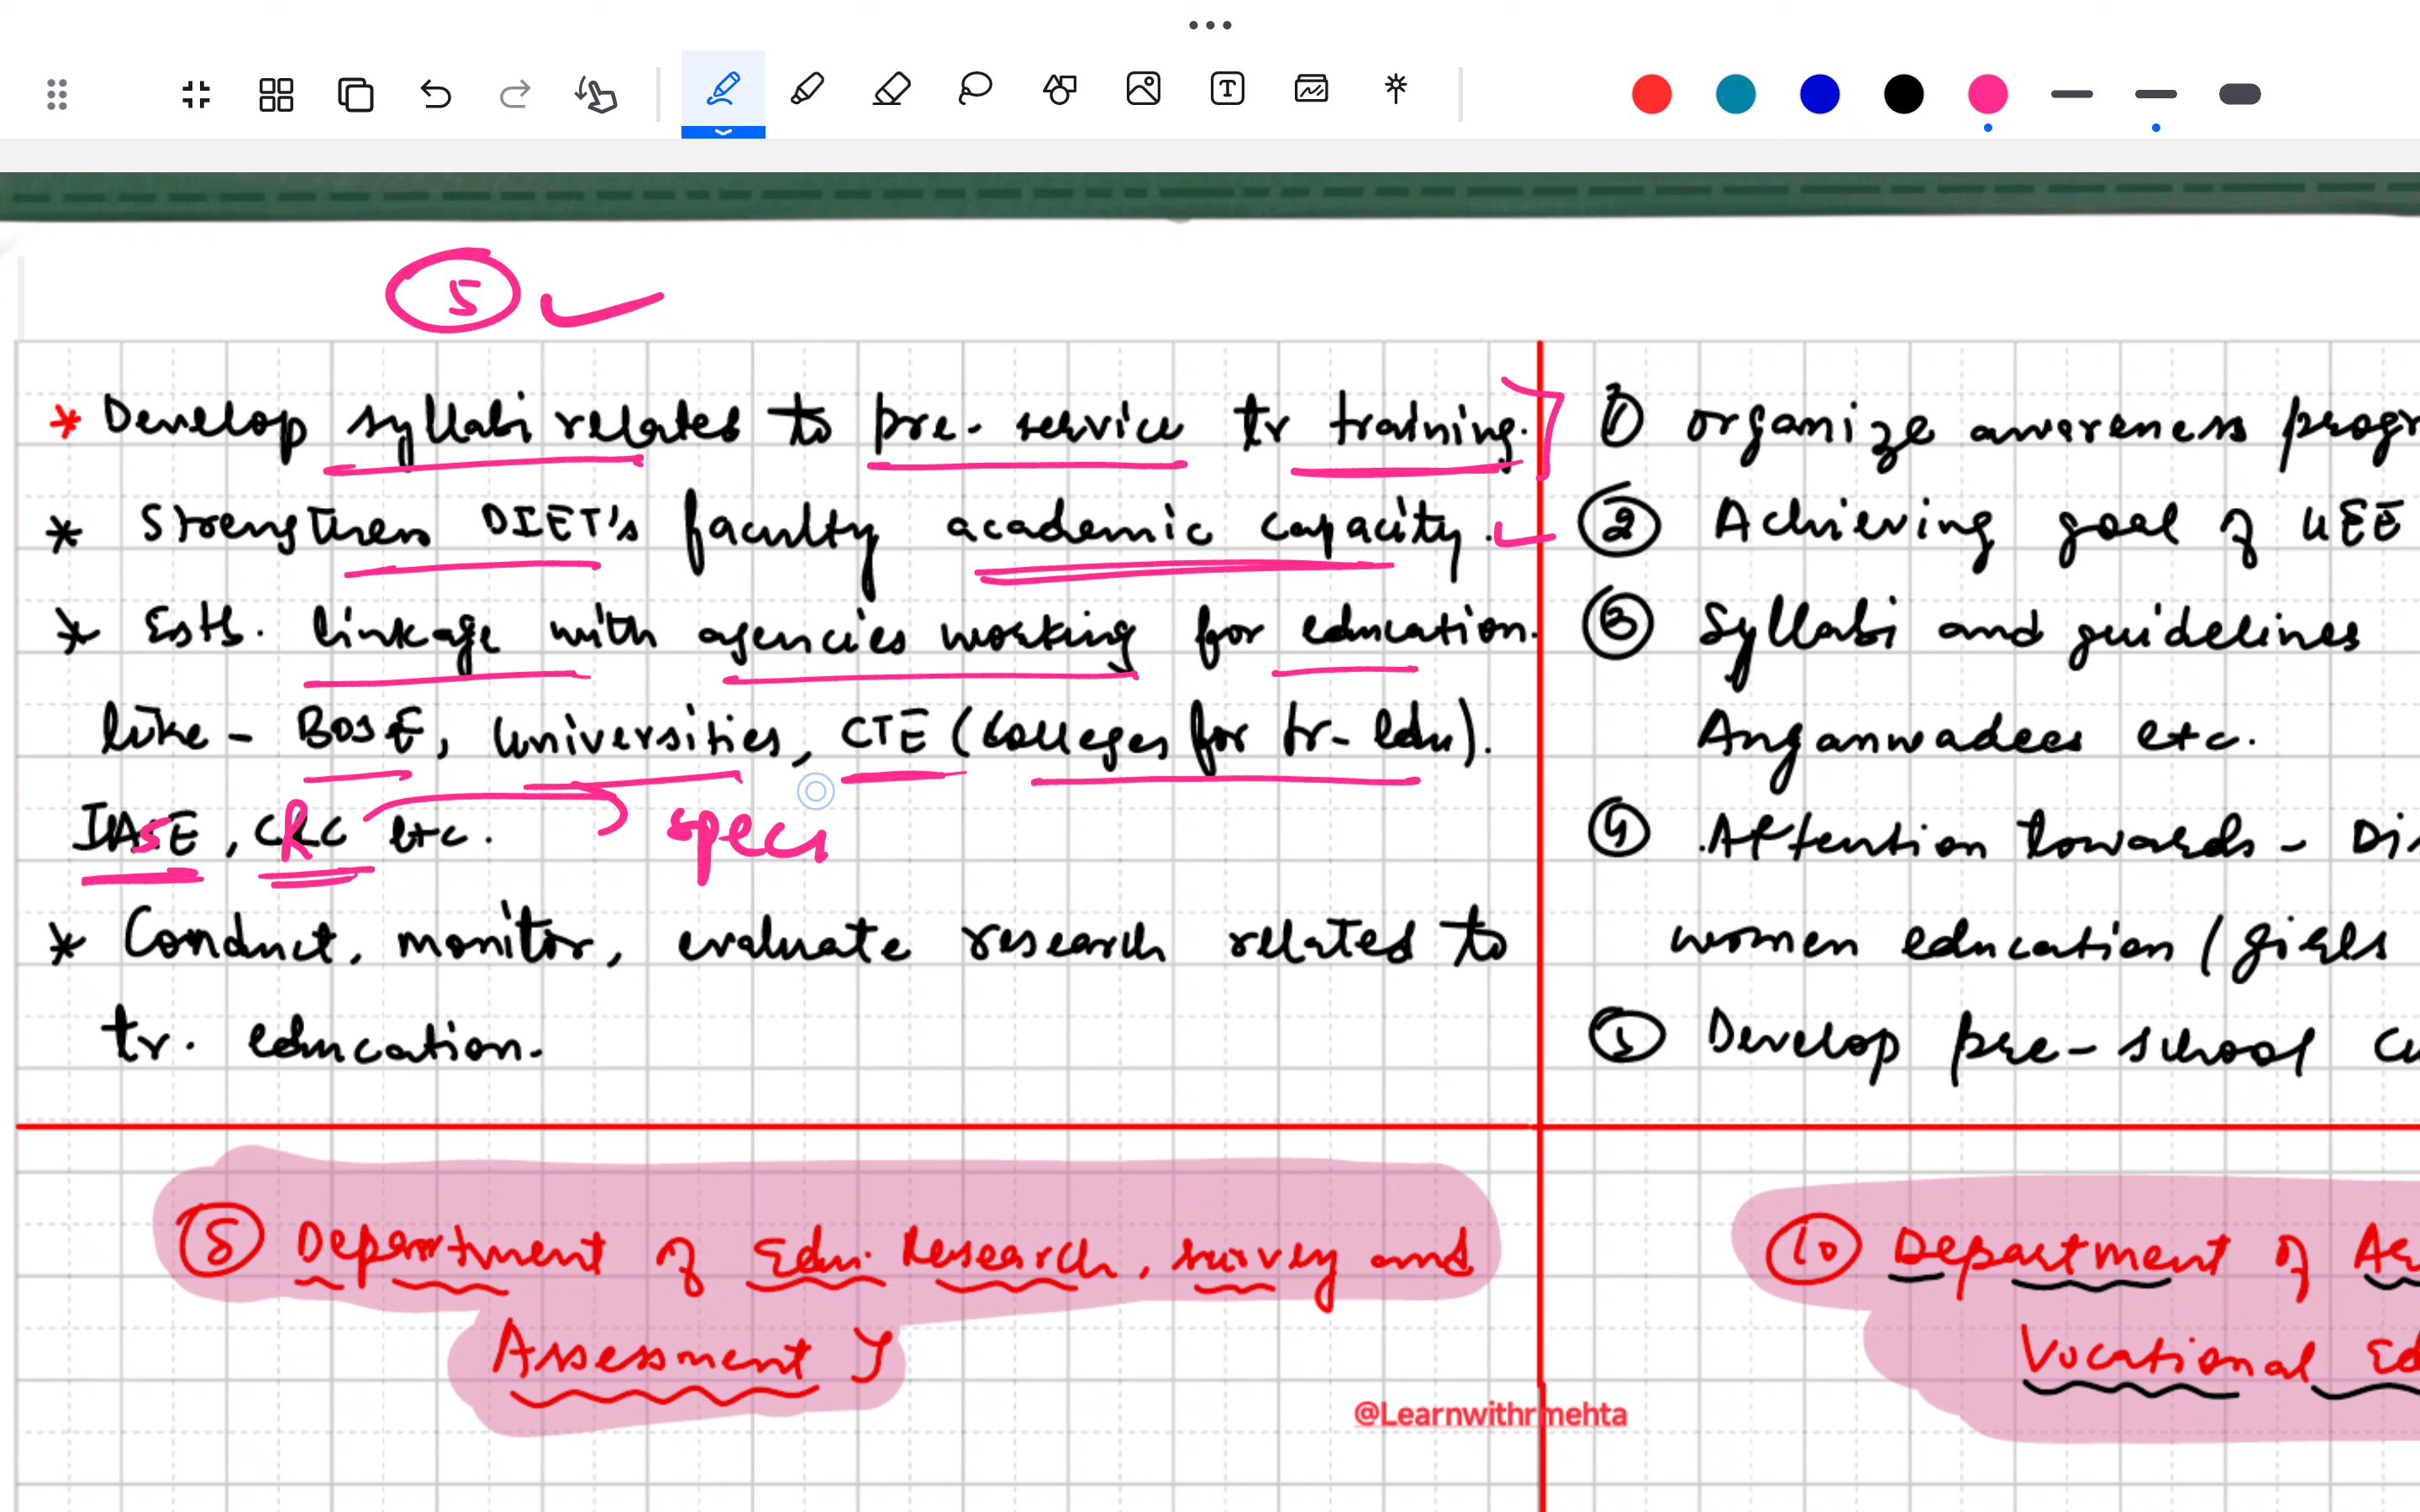 5
* Develop syllabi relates to pre-service tr training.
* Strengthen DIET's faculty academic capacity.
* Estb. linkage with agencies working for education.
like - BOSE, Universities, CTE (Colleges for tr- Edu).
IASE, CRC etc.
* Conduct, monitor, evaluate research related to
tr. education.
① organize awareness progr
② Achieving goal of UEE
③ Syllabi and guidelines
Anganwadees etc.
④ Attention towards - Dis
women education (girls
⑤ Develop pre-school Cu
⑧ Department of Edu. Research, survey and
Assessment
⑩ Department of
Vocational Ed
@Learnwithrmehta